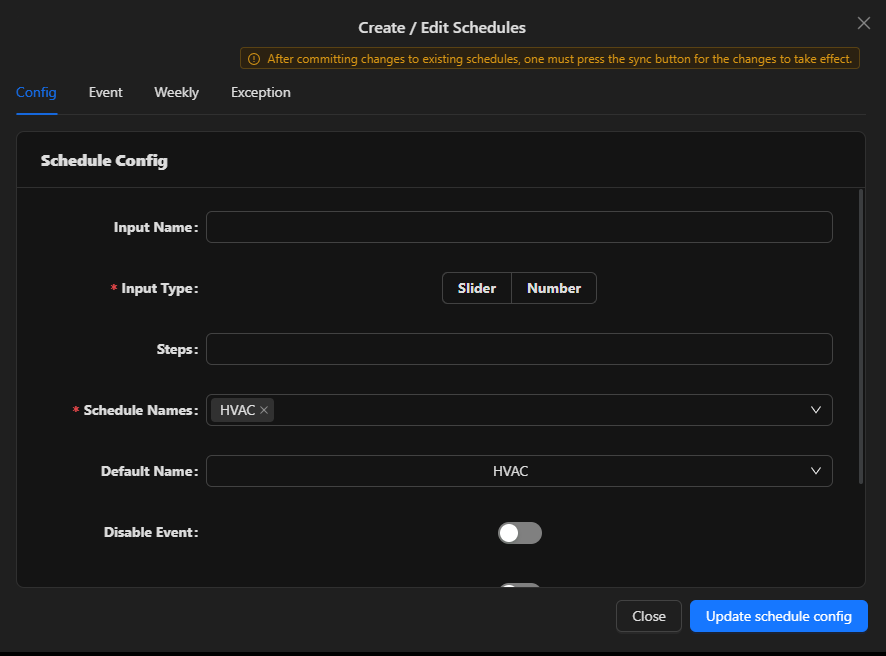 Create / Edit Schedules
After committing changes to existing schedules, one must press the sync button for the changes to take effect.
Config Event Weekly Exception
Schedule Config
Input Name:
* Input Type: Slider Number
Steps:
* Schedule Names: HVAC
Default Name: HVAC
Disable Event:
Close Update schedule config